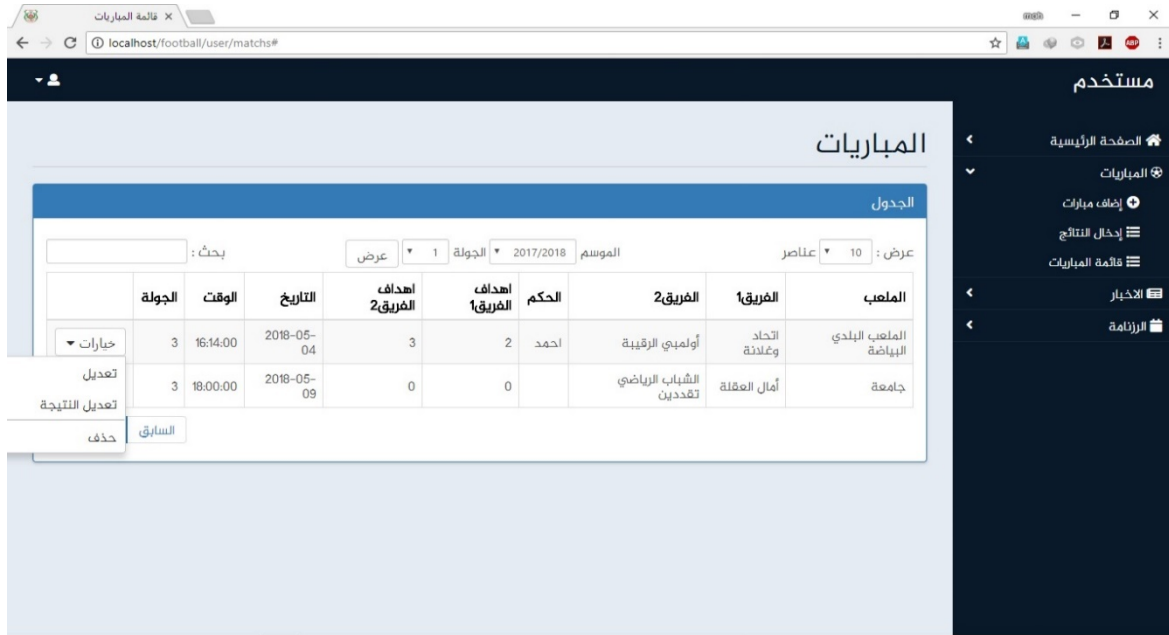 قائمة المباريات
localhost/football/user/matchs#
ABP
مستخدم
الصفحة الرئيسية
المباريات
إضاف مبارات
إدخال النتائج
قائمة المباريات
الاخبار
الرزنامة
المباريات
الجدول
عرض : 10 عناصر الموسم 2017/2018 الجولة 1 عرض بحث :
الملعب الفريق1 الفريق2 الحكم اهداف الفريق1 اهداف الفريق2 التاريخ الوقت الجولة
الملعب البلدي البياضة اتحاد وغلانة أولمبي الرقيبة احمد 2 3 2018-05-04 16:14:00 3 خيارات
جامعة أمال العقلة الشباب الرياضي تقددين 0 0 2018-05-09 18:00:00 3
تعديل
تعديل النتيجة
حذف
السابق